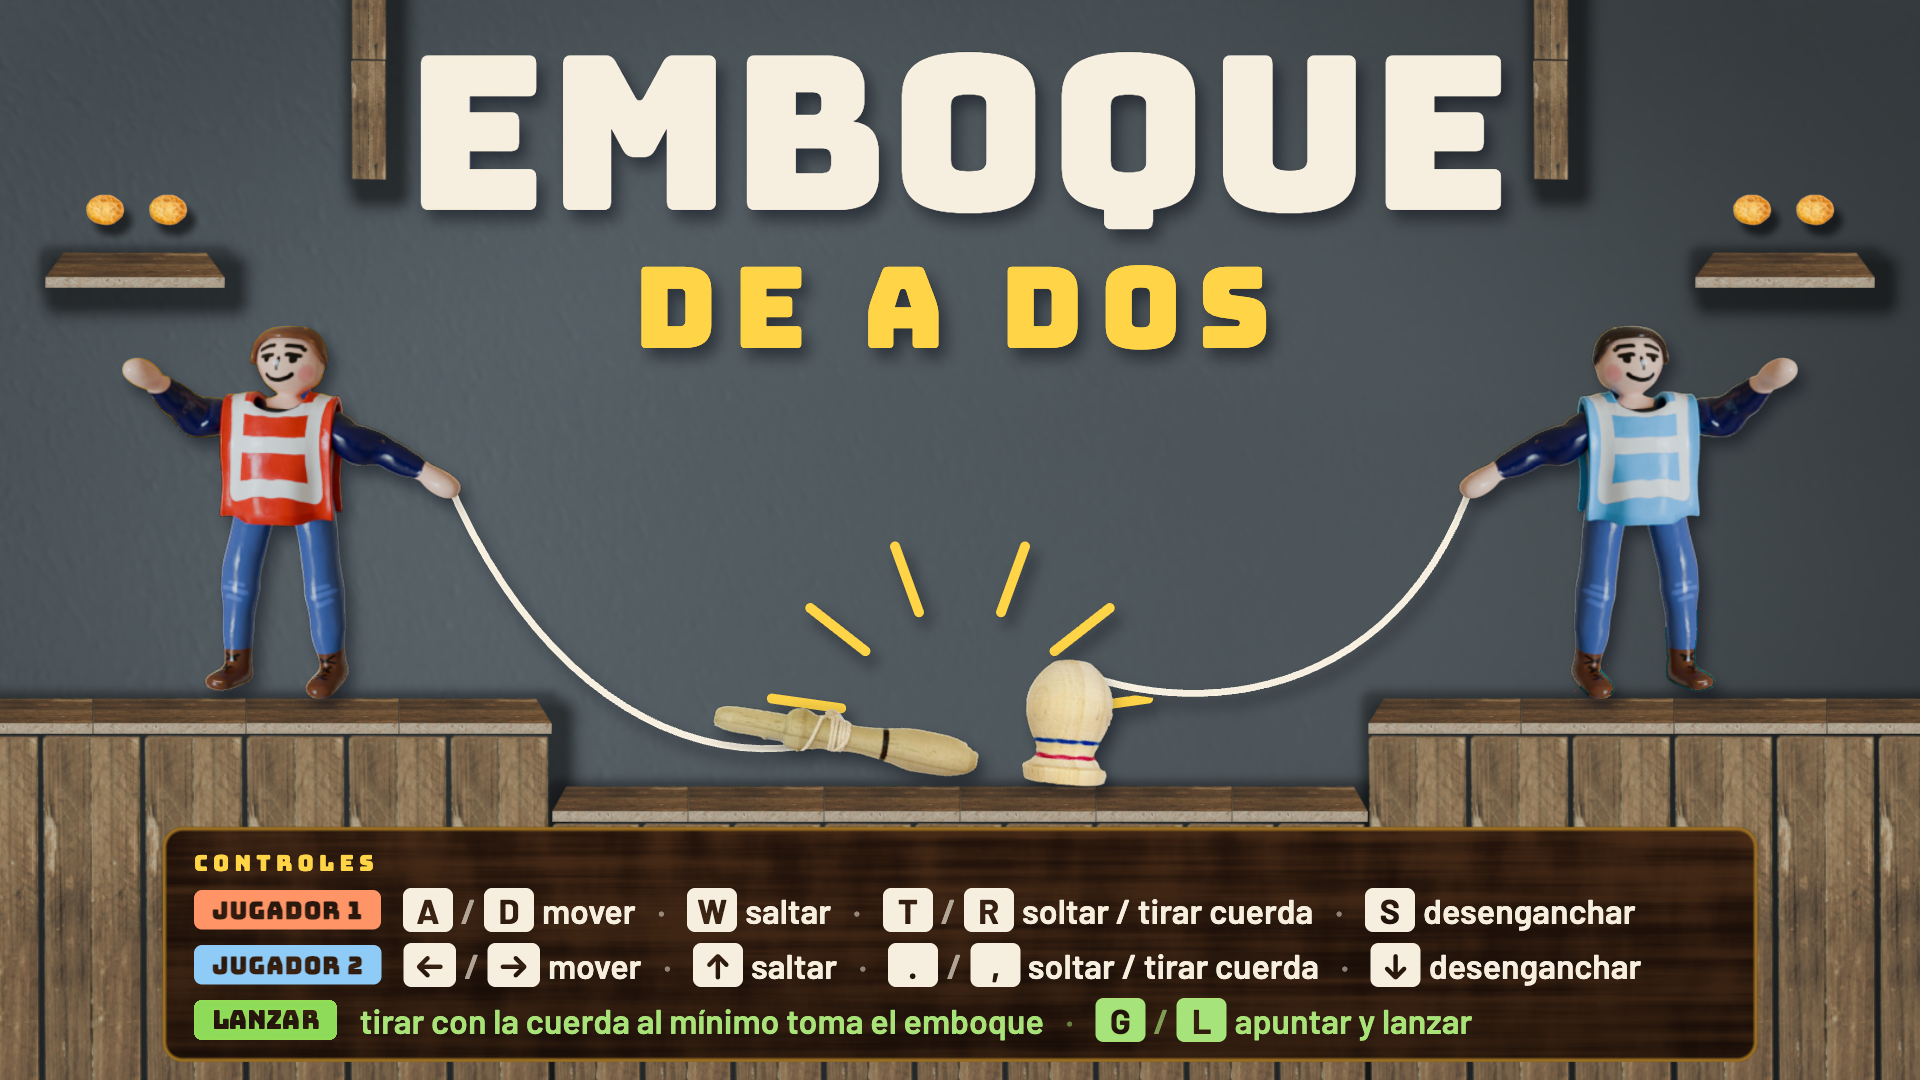 EMBOQUE
DE A DOS
CONTROLES
JUGADOR 1 A / D mover · W saltar · T / R soltar / tirar cuerda · S desenganchar
JUGADOR 2 ← / → mover · ↑ saltar · . / , soltar / tirar cuerda · ↓ desenganchar
LANZAR tirar con la cuerda al mínimo toma el emboque · G / L apuntar y lanzar